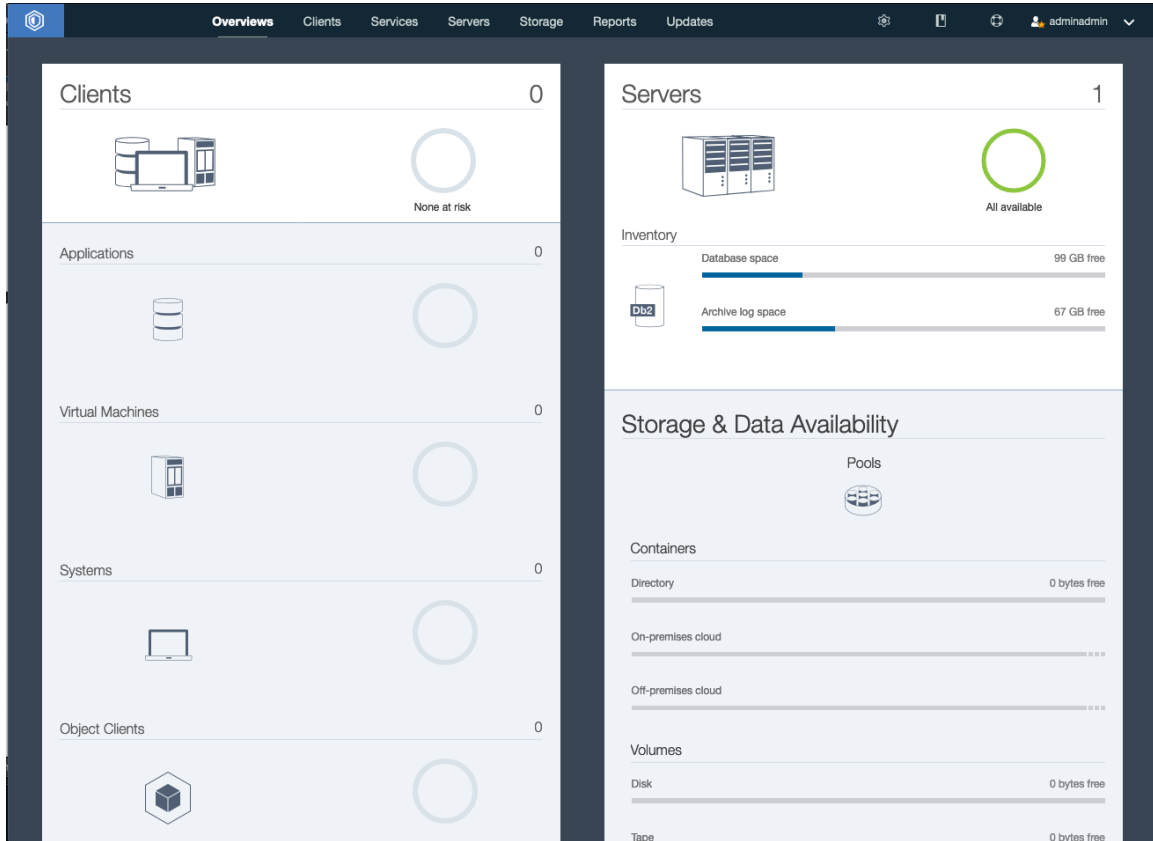 Overviews Clients Services Servers Storage Reports Updates adminadmin
Clients 0
None at risk
Applications 0
Virtual Machines 0
Systems 0
Object Clients 0
Servers 1
All available
Inventory
Database space 99 GB free
Db2
Archive log space 67 GB free
Storage & Data Availability
Pools
Containers
Directory 0 bytes free
On-premises cloud
Off-premises cloud
Volumes
Disk 0 bytes free
Tape 0 bytes free